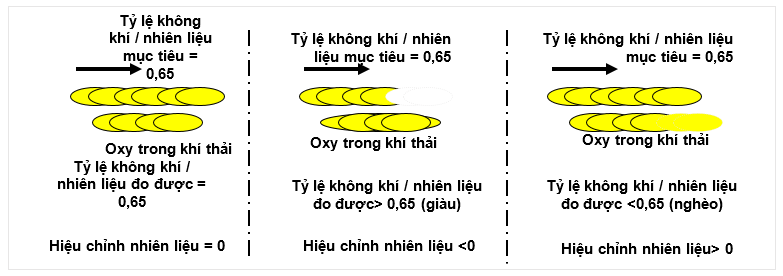 Tỷ lệ không
khí / nhiên liệu
mục tiêu =
0,65
Oxy trong khí thải
Tỷ lệ không khí /
nhiên liệu đo được =
0,65
Hiệu chỉnh nhiên liệu = 0
Tỷ lệ không khí / nhiên
liệu mục tiêu = 0,65
Oxy trong khí thải
Tỷ lệ không khí / nhiên liệu
đo được> 0,65 (giàu)
Hiệu chỉnh nhiên liệu <0
Tỷ lệ không khí / nhiên liệu
mục tiêu = 0,65
Oxy trong khí thải
Tỷ lệ không khí / nhiên liệu
đo được <0,65 (nghèo)
Hiệu chỉnh nhiên liệu> 0